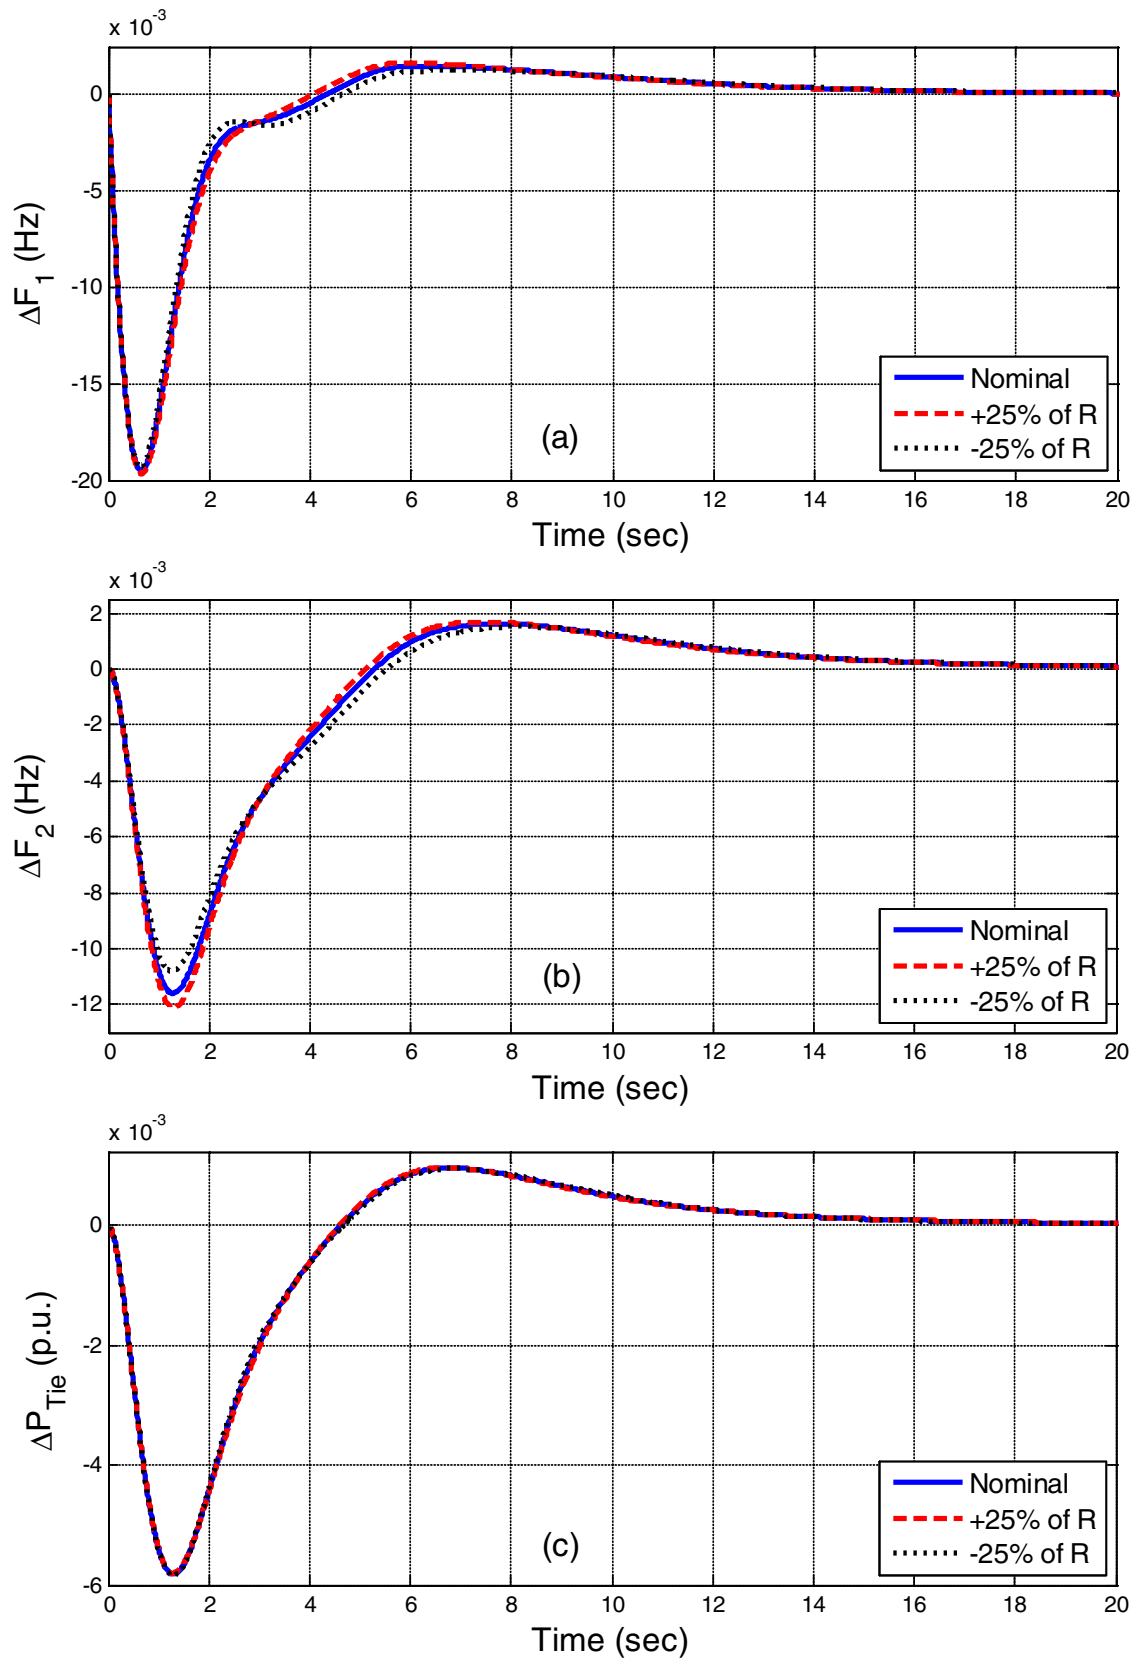 x 10-3
0
-5
-10
-15
-20
ΔF1 (Hz)
(a)
Nominal
+25% of R
-25% of R
0 2 4 6 8 10 12 14 16 18 20
Time (sec)
x 10-3
2
0
-2
-4
-6
-8
-10
-12
ΔF2 (Hz)
(b)
Nominal
+25% of R
-25% of R
0 2 4 6 8 10 12 14 16 18 20
Time (sec)
x 10-3
0
-2
-4
-6
ΔPTie (p.u.)
(c)
Nominal
+25% of R
-25% of R
0 2 4 6 8 10 12 14 16 18 20
Time (sec)